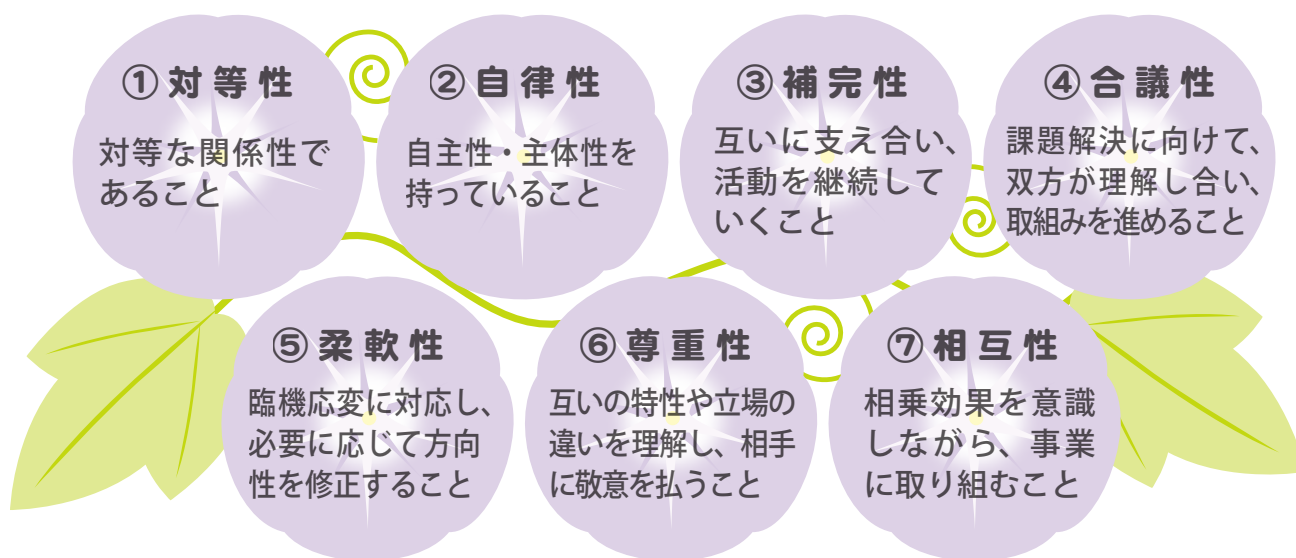 ①対等性
対等な関係性で
あること
②自律性
自主性・主体性を
持っていること
③補完性
互いに支え合い、
活動を継続して
いくこと
④合議性
課題解決に向けて、
双方が理解し合い、
取組みを進めること
⑤柔軟性
臨機応変に対応し、
必要に応じて方向
性を修正すること
⑥尊重性
互いの特性や立場の
違いを理解し、相手
に敬意を払うこと
⑦相互性
相乗効果を意識
しながら、事業
に取り組むこと